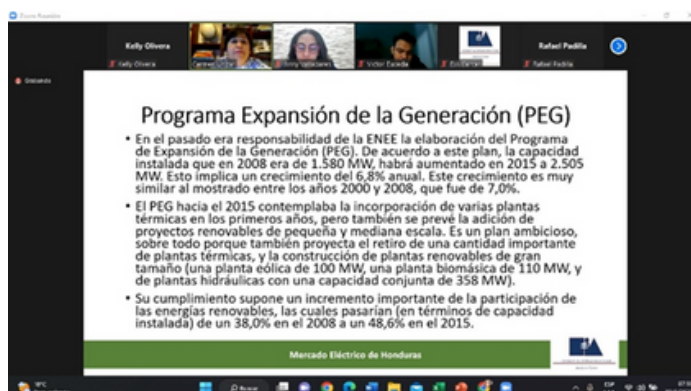 Zoom Reunión
Kelly Olivera
Rafael Padilla
Kelly Olivera
Rafael Padilla
Grabando
Programa Expansión de la Generación (PEG)
• En el pasado era responsabilidad de la ENEE la elaboración del Programa
de Expansión de la Generación (PEG). De acuerdo a este plan, la capacidad
instalada que en 2008 era de 1.580 MW, habrá aumentado en 2015 a 2.505
MW. Esto implica un crecimiento del 6,8% anual. Este crecimiento es muy
similar al mostrado entre los años 2000 y 2008, que fue de 7,0%.
• El PEG hacia el 2015 contemplaba la incorporación de varias plantas
térmicas en los primeros años, pero también se prevé la adición de
proyectos renovables de pequeña y mediana escala. Es un plan ambicioso,
sobre todo porque también proyecta el retiro de una cantidad importante
de plantas térmicas, y la construcción de plantas renovables de gran
tamaño (una planta eólica de 100 MW, una planta biomásica de 110 MW, y
de plantas hidráulicas con una capacidad conjunta de 358 MW).
• Su cumplimiento supone un incremento importante de la participación de
las energías renovables, las cuales pasarían (en términos de capacidad
instalada) de un 38,0% en el 2008 a un 48,6% en el 2015.
Mercado Eléctrico de Honduras
Buscar
ESP